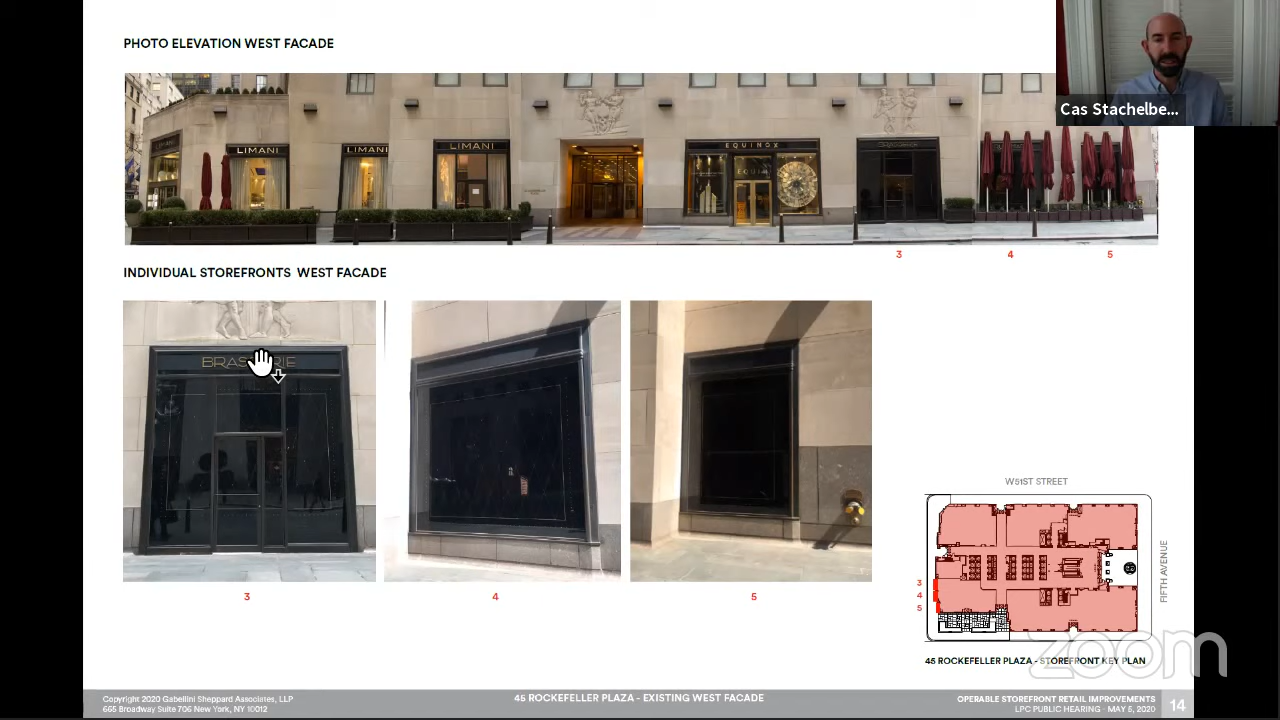 PHOTO ELEVATION WEST FACADE
Cas Stachelbe...
LIMANI
LIMANI
LIMANI
EQUINOX
BRASSERIE
3
4
5
INDIVIDUAL STOREFRONTS WEST FACADE
3
4
5
W51ST STREET
FIFTH AVENUE
3
4
5
45 ROCKEFELLER PLAZA - STOREFRONT KEY PLAN
zoom
Copyright 2020 Gabellini Sheppard Associates, LLP
665 Broadway Suite 706 New York, NY 10012
45 ROCKEFELLER PLAZA - EXISTING WEST FACADE
OPERABLE STOREFRONT RETAIL IMPROVEMENTS
LPC PUBLIC HEARING - MAY 5, 2020
14